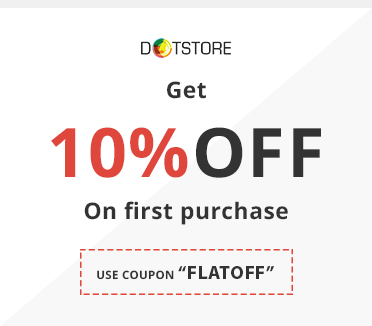 DOTSTORE
Get
10%OFF
On first purchase
USE COUPON “FLATOFF”